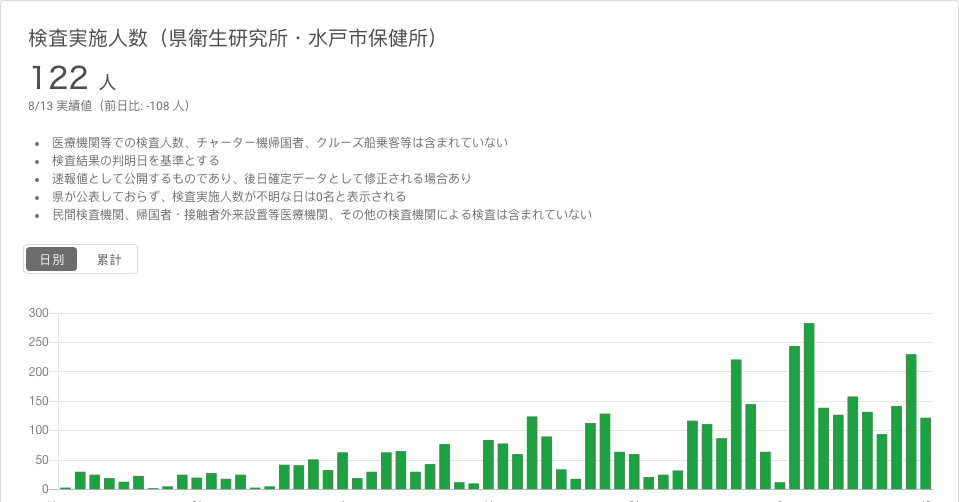 検査実施人数（県衛生研究所・水戸市保健所）
122 人
8/13 実績値（前日比: -108 人）
医療機関等での検査人数、チャーター機帰国者、クルーズ船乗客等は含まれていない
検査結果の判明日を基準とする
速報値として公開するものであり、後日確定データとして修正される場合あり
県が公表しておらず、検査実施人数が不明な日は0名と表示される
民間検査機関、帰国者・接触者外来設置等医療機関、その他の検査機関による検査は含まれていない
日別 累計
300
250
200
150
100
50
0